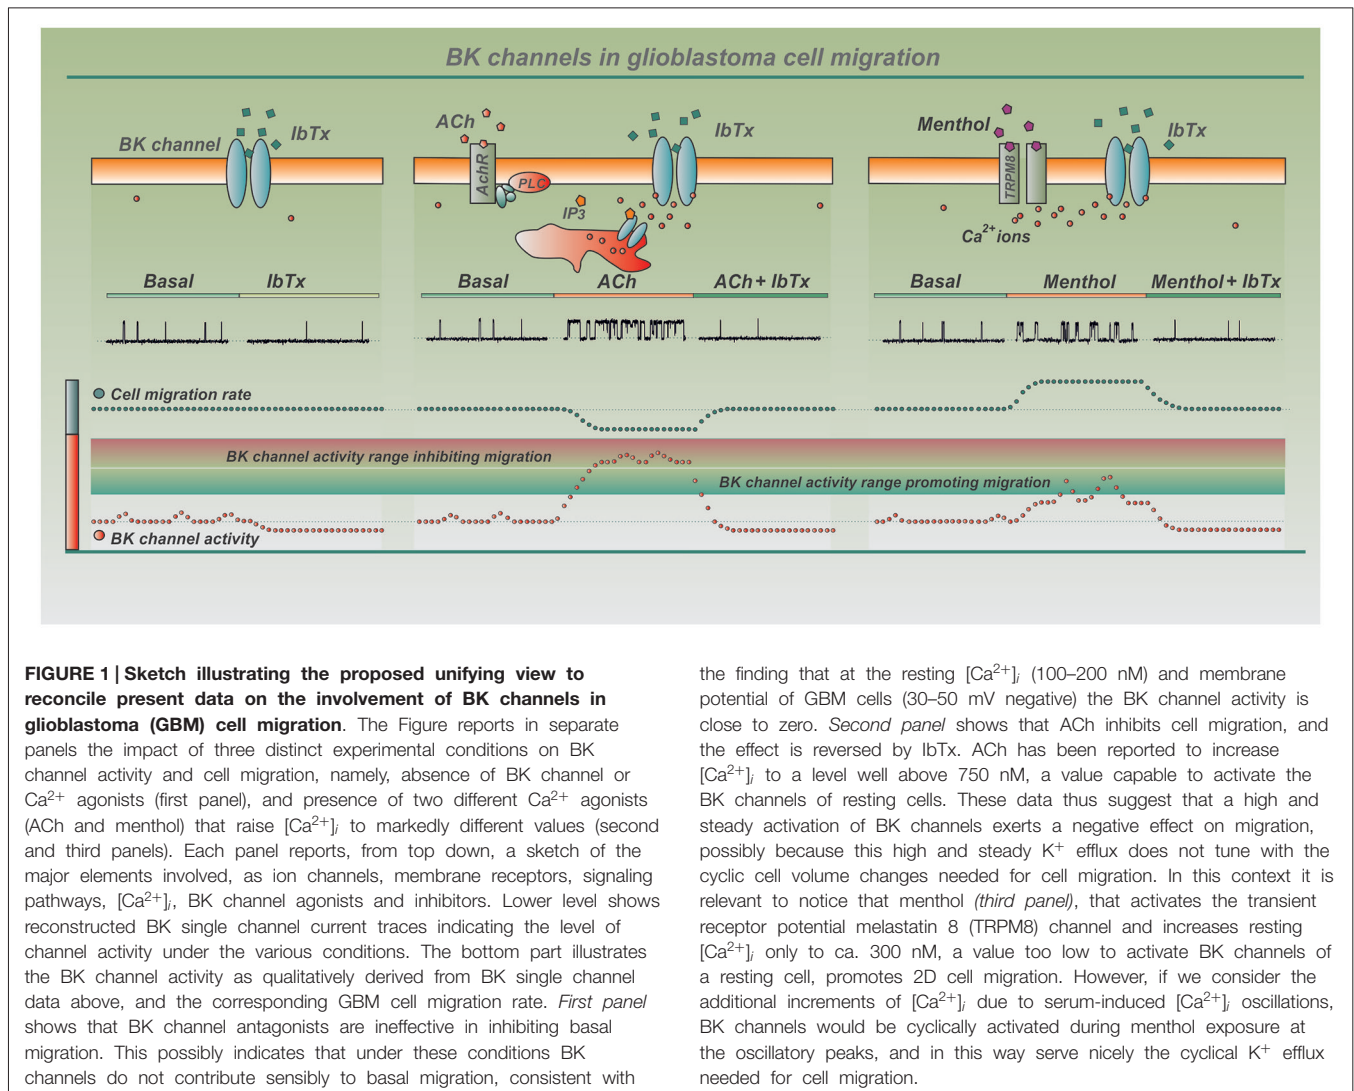 BK channels in glioblastoma cell migration
BK channel
IbTx
ACh
AchR
PLC
IP3
IbTx
Menthol
TRPM8
IbTx
Ca2+ ions
Basal
IbTx
Basal
ACh
ACh + IbTx
Basal
Menthol
Menthol + IbTx
Cell migration rate
BK channel activity range inhibiting migration
BK channel activity range promoting migration
BK channel activity
FIGURE 1 | Sketch illustrating the proposed unifying view to
reconcile present data on the involvement of BK channels in
glioblastoma (GBM) cell migration. The Figure reports in separate
panels the impact of three distinct experimental conditions on BK
channel activity and cell migration, namely, absence of BK channel or
Ca2+ agonists (first panel), and presence of two different Ca2+ agonists
(ACh and menthol) that raise [Ca2+]i to markedly different values (second
and third panels). Each panel reports, from top down, a sketch of the
major elements involved, as ion channels, membrane receptors, signaling
pathways, [Ca2+]i, BK channel agonists and inhibitors. Lower level shows
reconstructed BK single channel current traces indicating the level of
channel activity under the various conditions. The bottom part illustrates
the BK channel activity as qualitatively derived from BK single channel
data above, and the corresponding GBM cell migration rate. First panel
shows that BK channel antagonists are ineffective in inhibiting basal
migration. This possibly indicates that under these conditions BK
channels do not contribute sensibly to basal migration, consistent with
the finding that at the resting [Ca2+]i (100–200 nM) and membrane
potential of GBM cells (30–50 mV negative) the BK channel activity is
close to zero. Second panel shows that ACh inhibits cell migration, and
the effect is reversed by IbTx. ACh has been reported to increase
[Ca2+]i to a level well above 750 nM, a value capable to activate the
BK channels of resting cells. These data thus suggest that a high and
steady activation of BK channels exerts a negative effect on migration,
possibly because this high and steady K+ efflux does not tune with the
cyclic cell volume changes needed for cell migration. In this context it is
relevant to notice that menthol (third panel), that activates the transient
receptor potential melastatin 8 (TRPM8) channel and increases resting
[Ca2+]i only to ca. 300 nM, a value too low to activate BK channels of
a resting cell, promotes 2D cell migration. However, if we consider the
additional increments of [Ca2+]i due to serum-induced [Ca2+]i oscillations,
BK channels would be cyclically activated during menthol exposure at
the oscillatory peaks, and in this way serve nicely the cyclical K+ efflux
needed for cell migration.